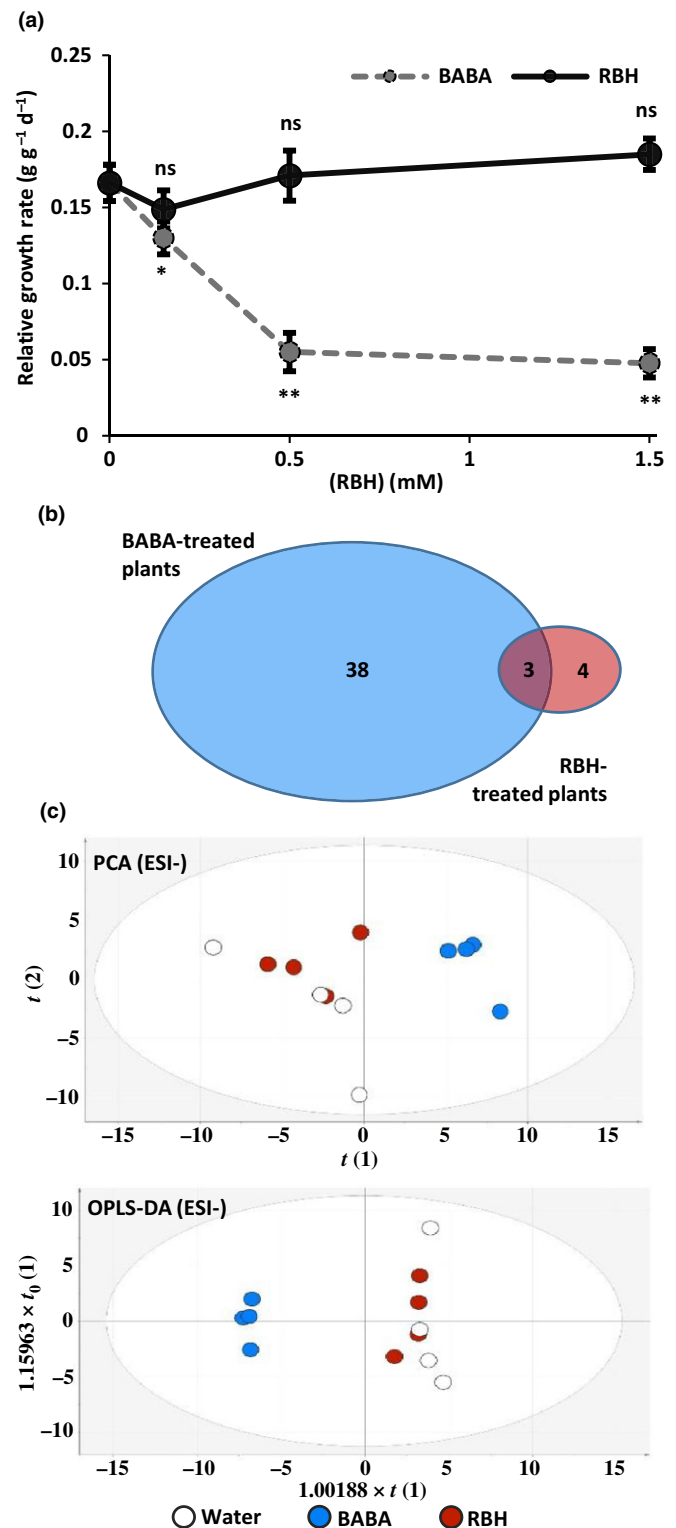 (a)
0.25
BABA
RBH
ns
0.2
ns
ns
0.15
*
0.1
0.05
**
**
0
0
0.5
1
1.5
Relative growth rate (g g⁻¹ d⁻¹)
(RBH) (mM)
(b)
BABA-treated
plants
38
3
4
RBH-
treated plants
(c)
PCA (ESI-)
10
5
0
−5
−10
t (2)
−15
−10
−5
0
5
10
15
t (1)
OPLS-DA (ESI-)
10
5
0
−5
−10
1.15963 × t₀ (1)
−15
−10
−5
0
5
10
15
1.00188 × t (1)
Water
BABA
RBH